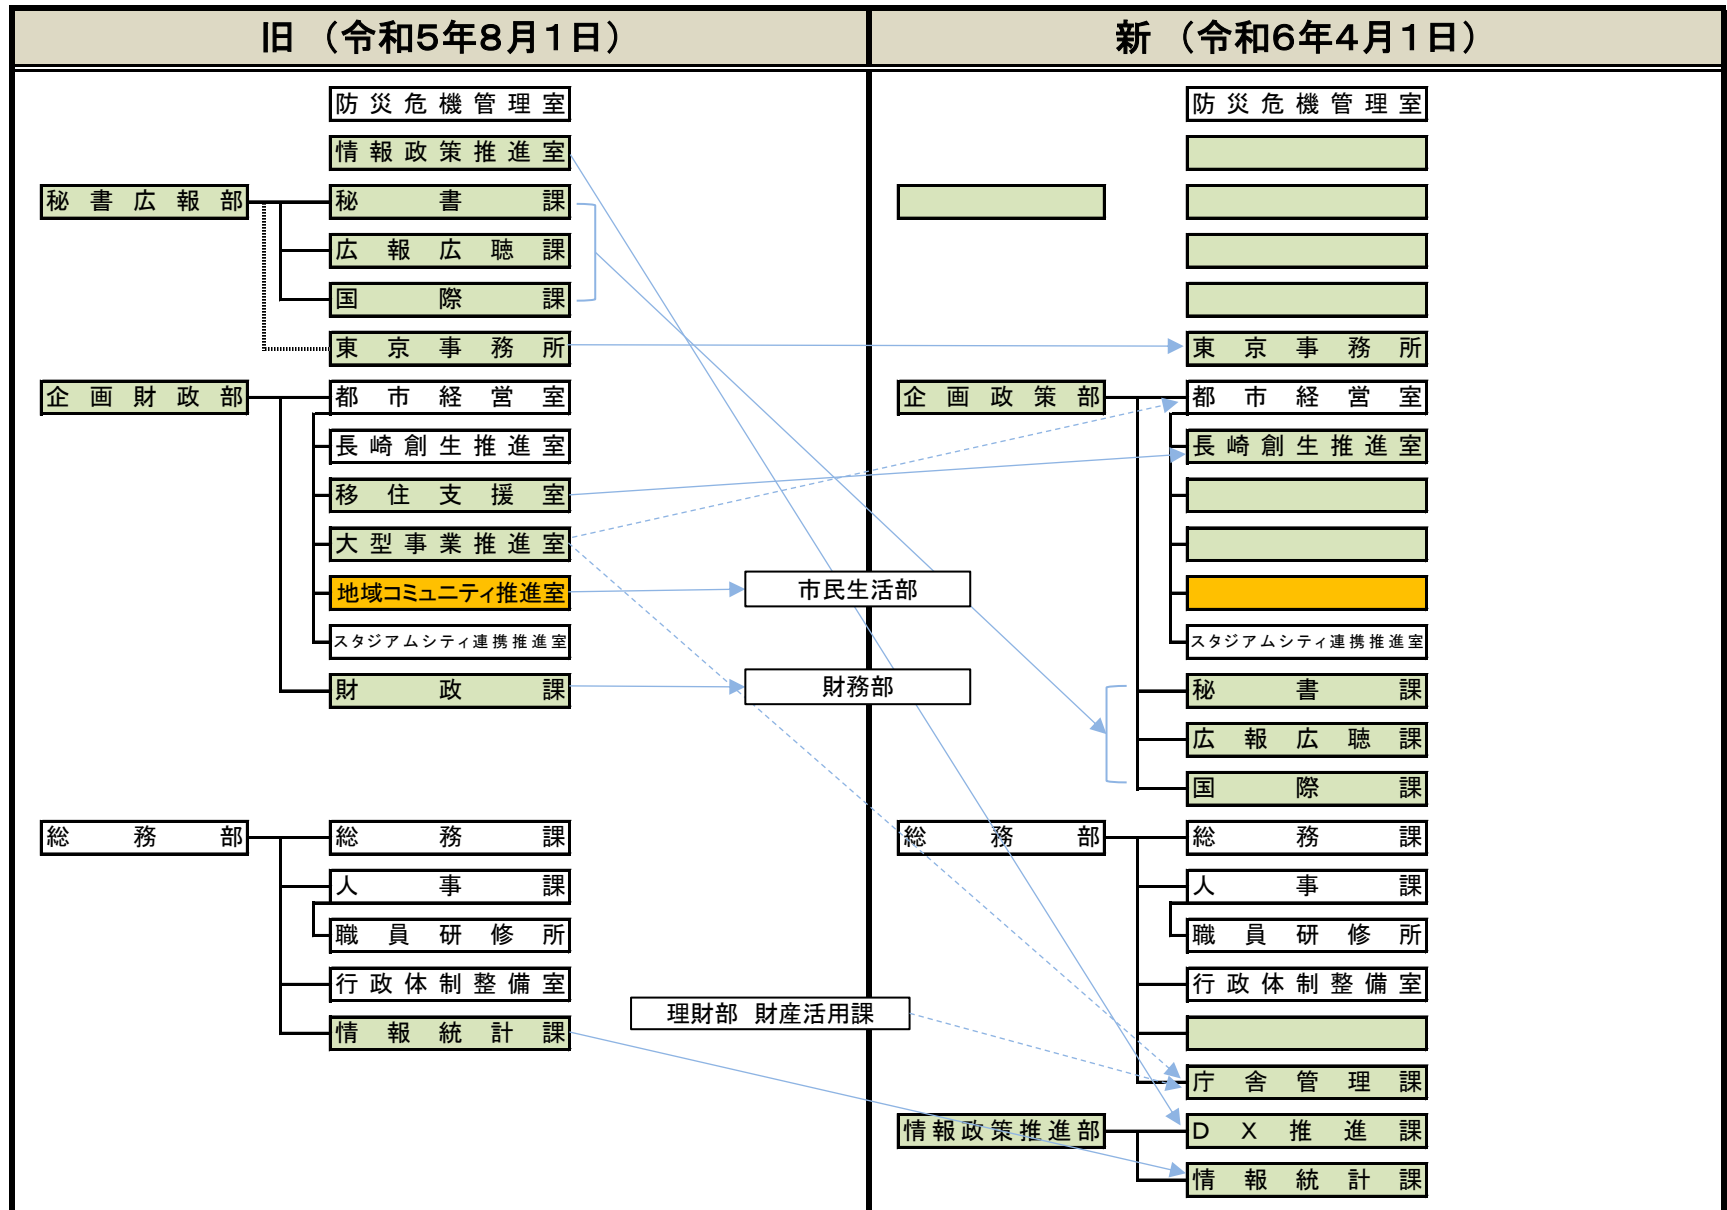 旧 （令和5年8月1日）
新 （令和6年4月1日）
防災危機管理室
情報政策推進室
秘書広報部
秘書課
広報広聴課
国際課
東京事務所
企画財政部
都市経営室
長崎創生推進室
移住支援室
大型事業推進室
地域コミュニティ推進室
スタジアムシティ連携推進室
財政課
総務部
総務課
人事課
職員研修所
行政体制整備室
情報統計課
市民生活部
財務部
理財部 財産活用課
防災危機管理室
東京事務所
企画政策部
都市経営室
長崎創生推進室
スタジアムシティ連携推進室
秘書課
広報広聴課
国際課
総務部
総務課
人事課
職員研修所
行政体制整備室
庁舎管理課
情報政策推進部
DX推進課
情報統計課